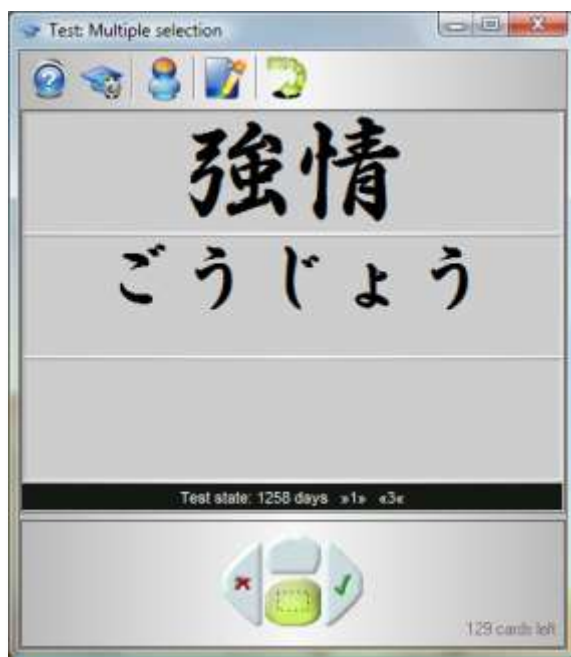 Test: Multiple selection
強情
ごうじょう
Test state: 1258 days »1» «3«
129 cards left